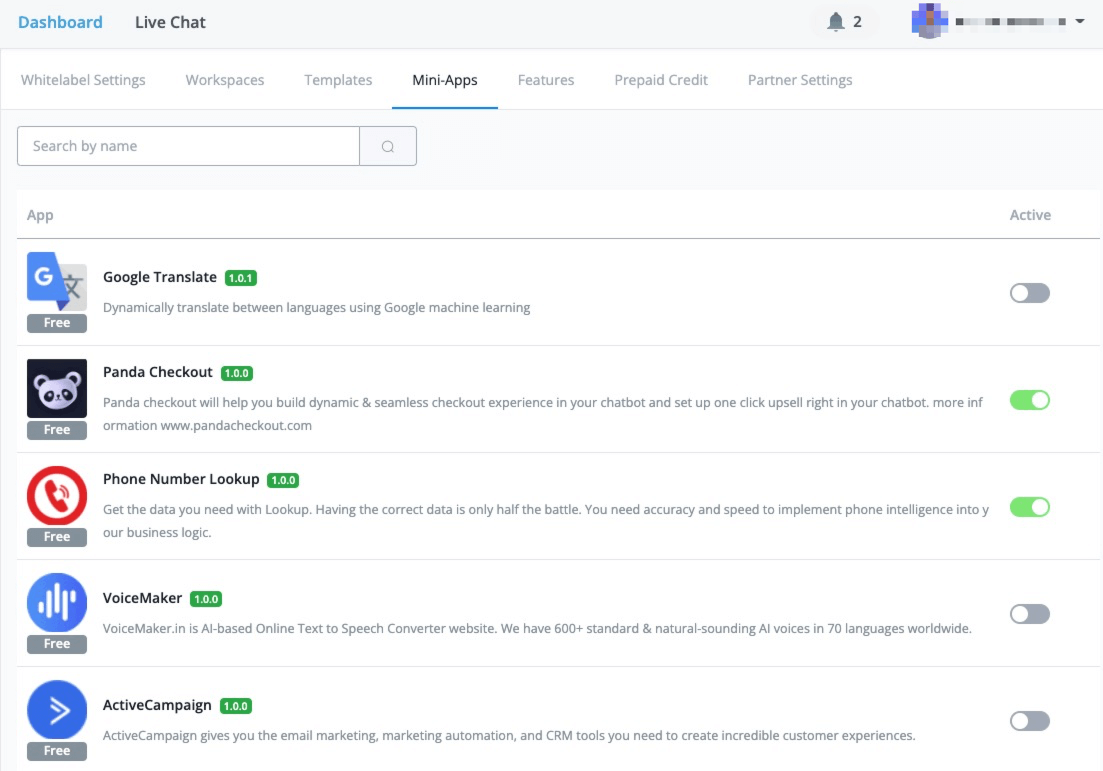 Dashboard Live Chat 2
Whitelabel Settings Workspaces Templates Mini-Apps Features Prepaid Credit Partner Settings
Search by name
App Active
G 文
Google Translate 1.0.1
Dynamically translate between languages using Google machine learning
Free
Panda Checkout 1.0.0
Panda checkout will help you build dynamic & seamless checkout experience in your chatbot and set up one click upsell right in your chatbot. more inf
ormation www.pandacheckout.com
Free
Phone Number Lookup 1.0.0
Get the data you need with Lookup. Having the correct data is only half the battle. You need accuracy and speed to implement phone intelligence into y
our business logic.
Free
VoiceMaker 1.0.0
VoiceMaker.in is AI-based Online Text to Speech Converter website. We have 600+ standard & natural-sounding AI voices in 70 languages worldwide.
Free
ActiveCampaign 1.0.0
ActiveCampaign gives you the email marketing, marketing automation, and CRM tools you need to create incredible customer experiences.
Free